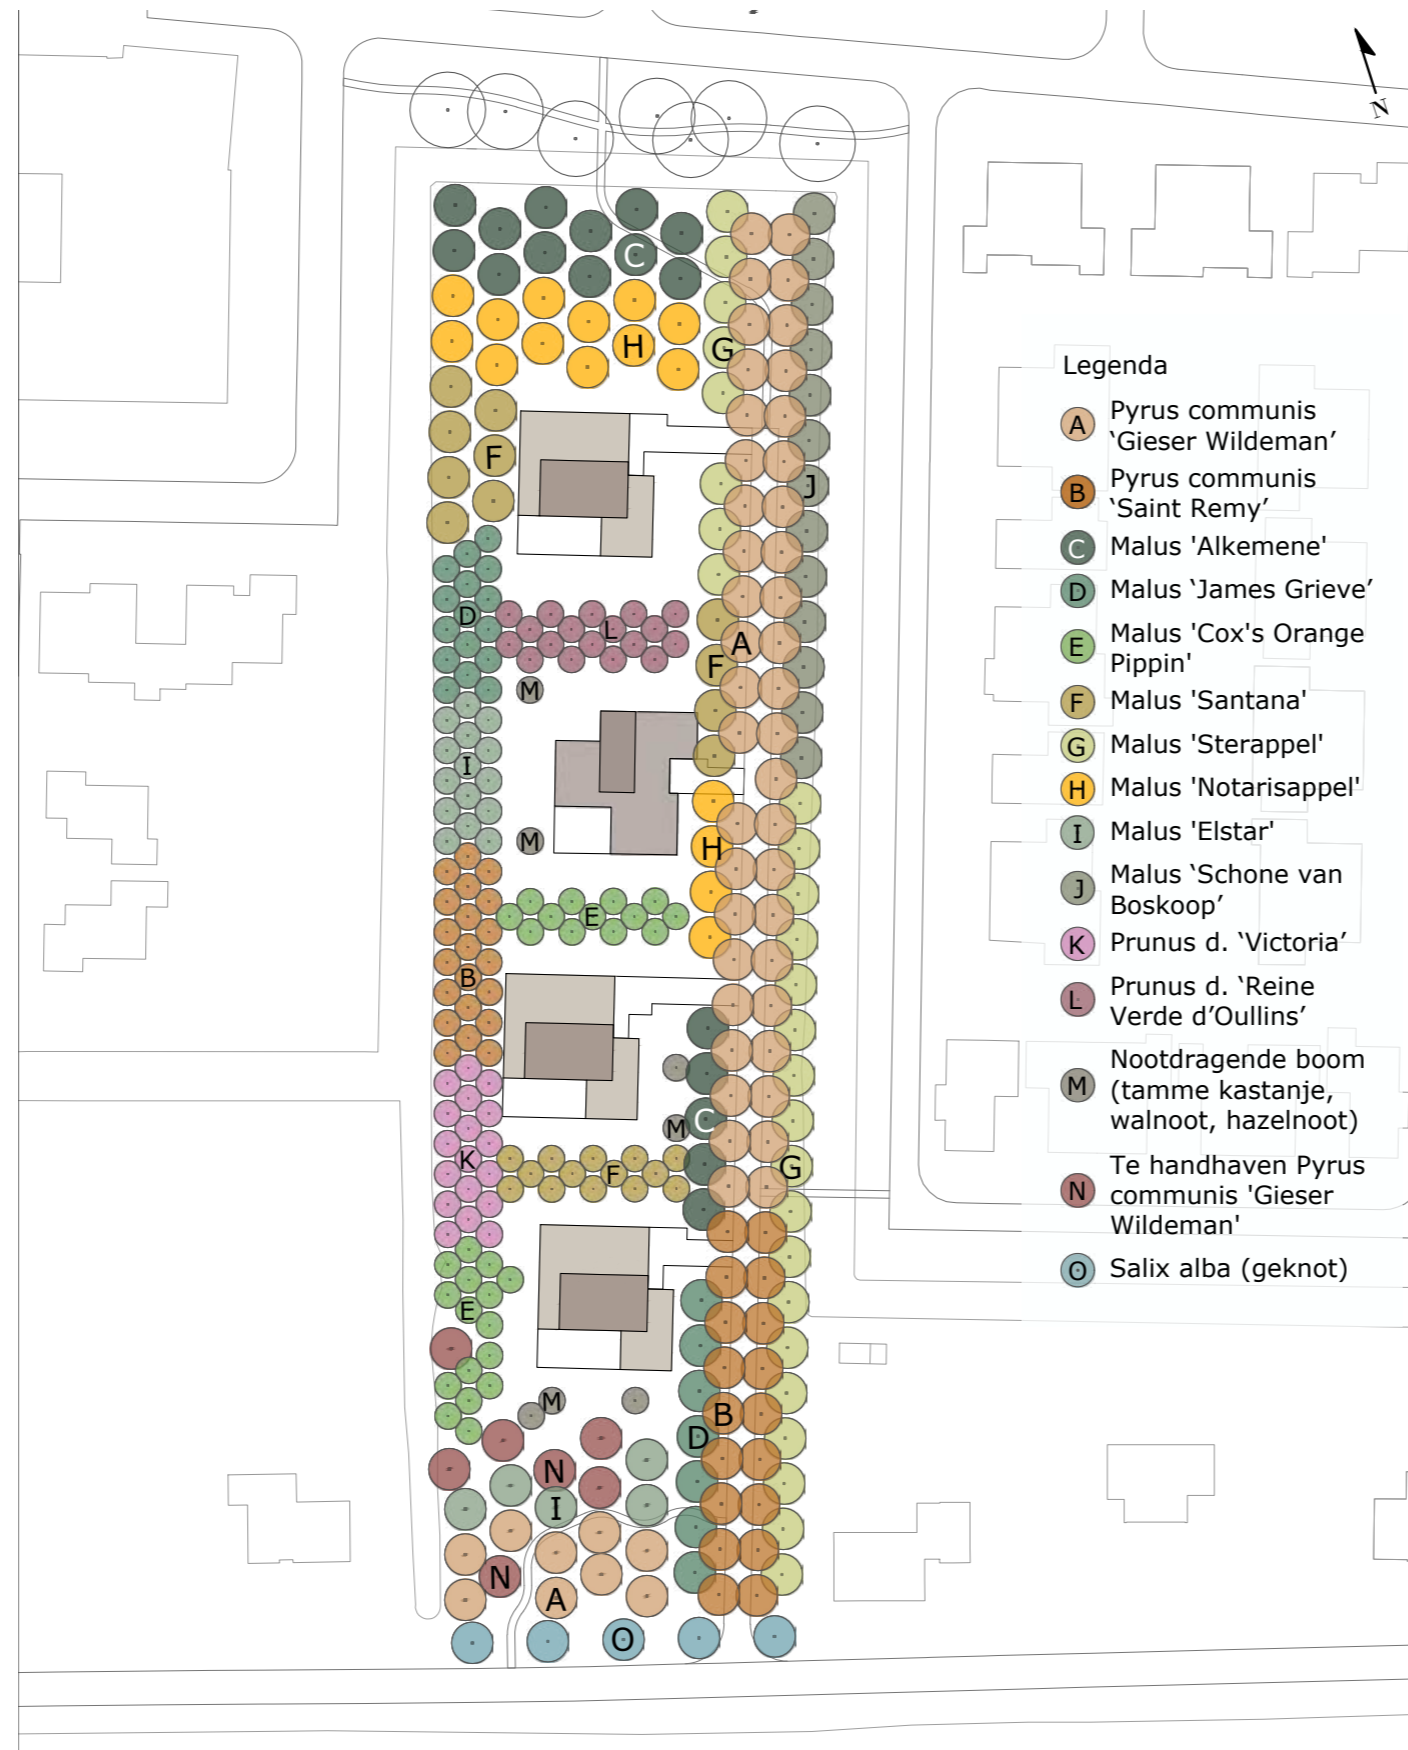 N
C
H
G
F
J
D
L
A
F
M
I
M
H
E
B
C
M
G
K
F
E
M
B
D
N
I
N
A
O
Legenda
A Pyrus communis
‘Gieser Wildeman’
B Pyrus communis
‘Saint Remy’
C Malus 'Alkemene'
D Malus ‘James Grieve’
E Malus 'Cox's Orange
Pippin'
F Malus 'Santana'
G Malus 'Sterappel'
H Malus 'Notarisappel'
I Malus 'Elstar'
J Malus ‘Schone van
Boskoop’
K Prunus d. ‘Victoria’
L Prunus d. ‘Reine
Verde d’Oullins’
M Nootdragende boom
(tamme kastanje,
walnoot, hazelnoot)
N Te handhaven Pyrus
communis 'Gieser
Wildeman'
O Salix alba (geknot)